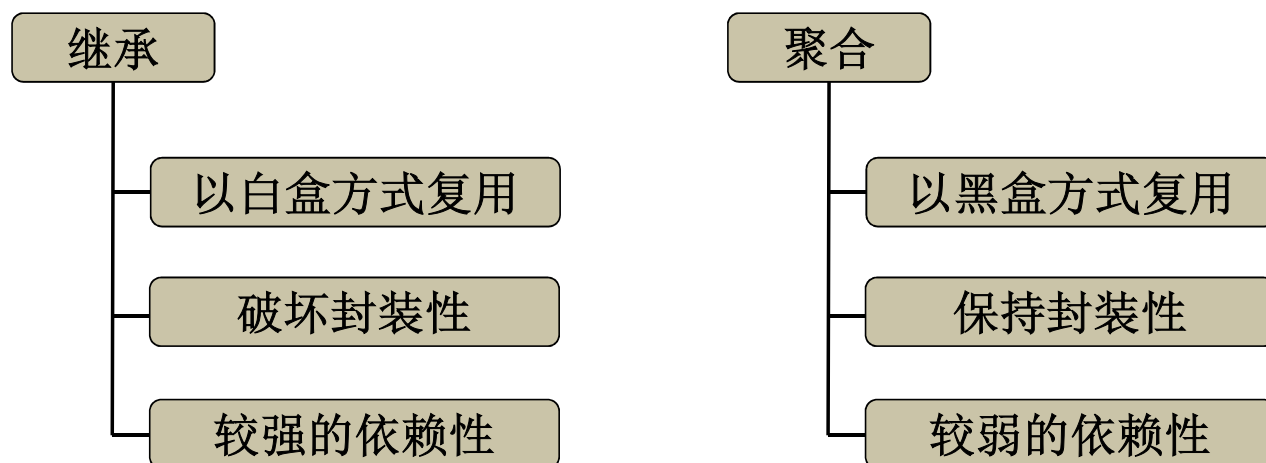 继承
以白盒方式复用
破坏封装性
较强的依赖性
聚合
以黑盒方式复用
保持封装性
较弱的依赖性